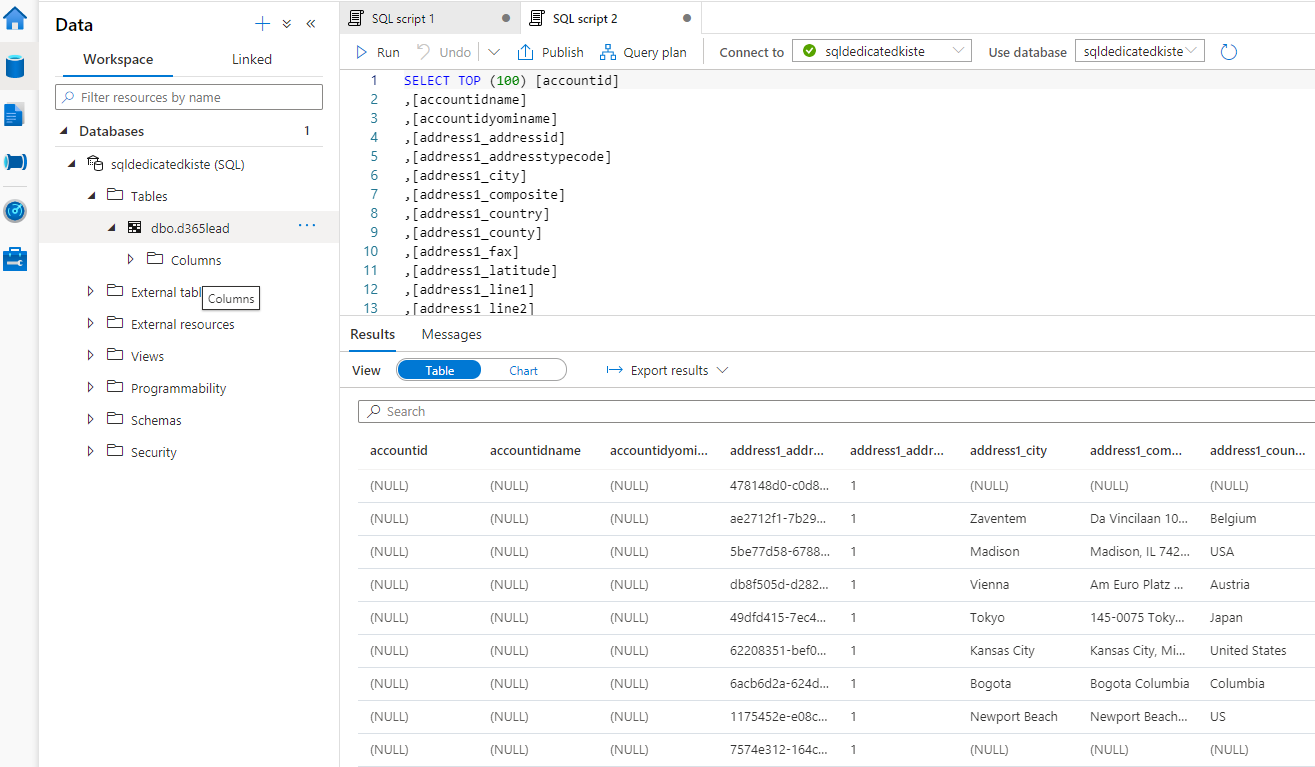 Data
Workspace Linked
Filter resources by name
Databases 1
sqldedicatedkiste (SQL)
Tables
dbo.d365lead ...
Columns
External tabl
Columns
External resources
Views
Programmability
Schemas
Security
SQL script 1
SQL script 2
Run Undo Publish Query plan Connect to sqldedicatedkiste Use database sqldedicatedkiste
1 SELECT TOP (100) [accountid]
2 ,[accountidname]
3 ,[accountidyominame]
4 ,[address1_addressid]
5 ,[address1_addresstypecode]
6 ,[address1_city]
7 ,[address1_composite]
8 ,[address1_country]
9 ,[address1_county]
10 ,[address1_fax]
11 ,[address1_latitude]
12 ,[address1_line1]
13 ,[address1_line2]
Results Messages
View Table Chart Export results
Search
accountid accountidname accountidyomi... address1_addr... address1_addr... address1_city address1_com... address1_coun...
(NULL) (NULL) (NULL) 478148d0-c0d8... 1 (NULL) (NULL) (NULL)
(NULL) (NULL) (NULL) ae2712f1-7b29... 1 Zaventem Da Vincilaan 10... Belgium
(NULL) (NULL) (NULL) 5be77d58-6788... 1 Madison Madison, IL 742... USA
(NULL) (NULL) (NULL) db8f505d-d282... 1 Vienna Am Euro Platz ... Austria
(NULL) (NULL) (NULL) 49dfd415-7ec4... 1 Tokyo 145-0075 Toky... Japan
(NULL) (NULL) (NULL) 62208351-bef0... 1 Kansas City Kansas City, Mi... United States
(NULL) (NULL) (NULL) 6acb6d2a-624d... 1 Bogota Bogota Columbia Columbia
(NULL) (NULL) (NULL) 1175452e-e08c... 1 Newport Beach Newport Beach... US
(NULL) (NULL) (NULL) 7574e312-164c... 1 (NULL) (NULL) (NULL)